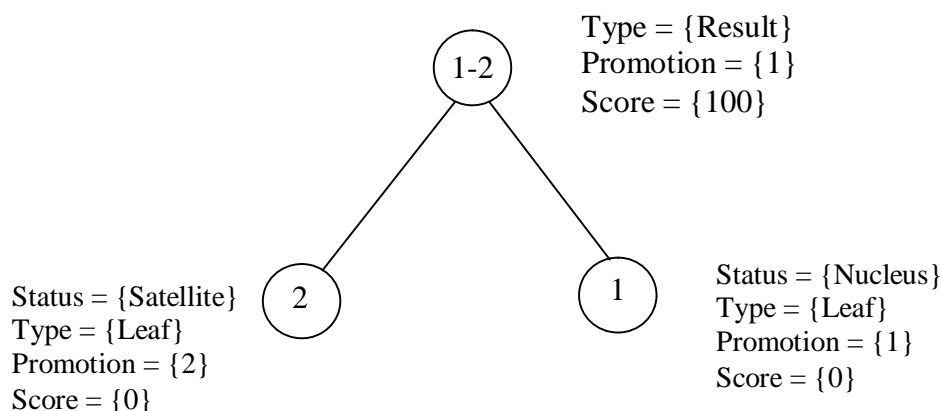 1-2
Type = {Result}
Promotion = {1}
Score = {100}
2
Status = {Satellite}
Type = {Leaf}
Promotion = {2}
Score = {0}
1
Status = {Nucleus}
Type = {Leaf}
Promotion = {1}
Score = {0}